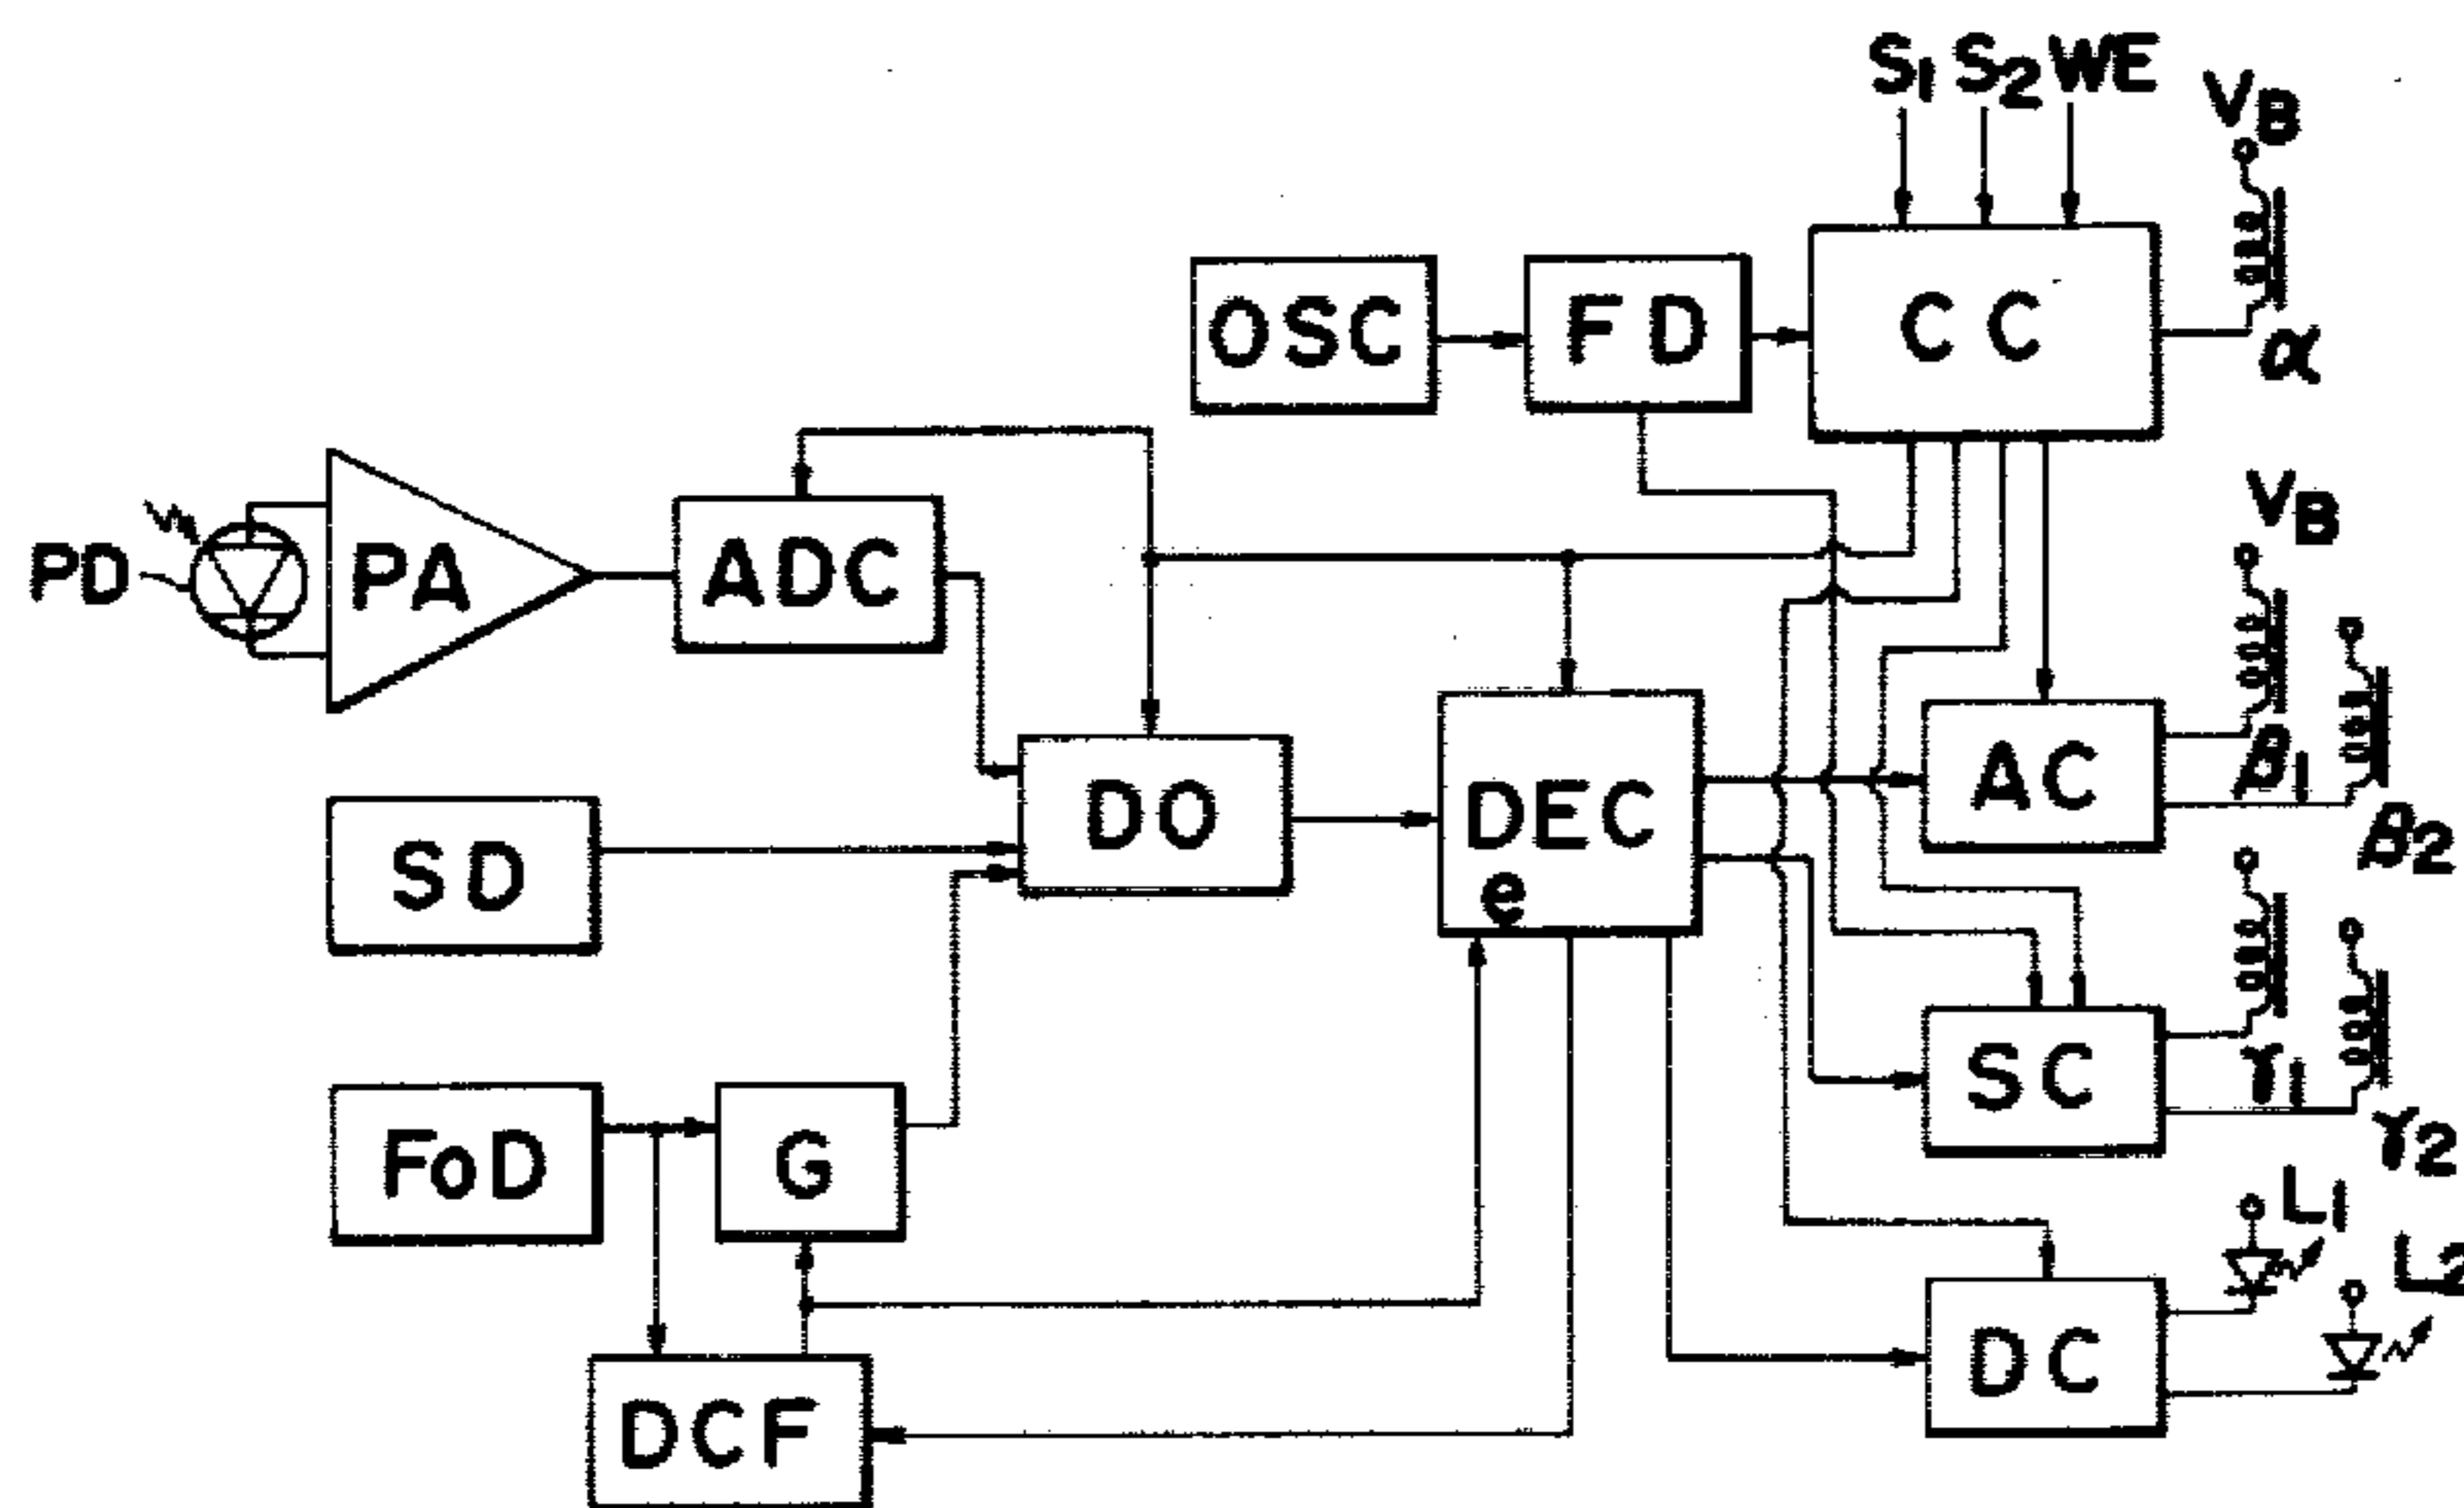 S1 S2 WE
VB
OSC
FD
CC
α
VB
PD
PA
ADC
DO
DEC
e
AC
β1
β2
SD
SC
γ1
γ2
FoD
G
L1
L2
DC
DCF